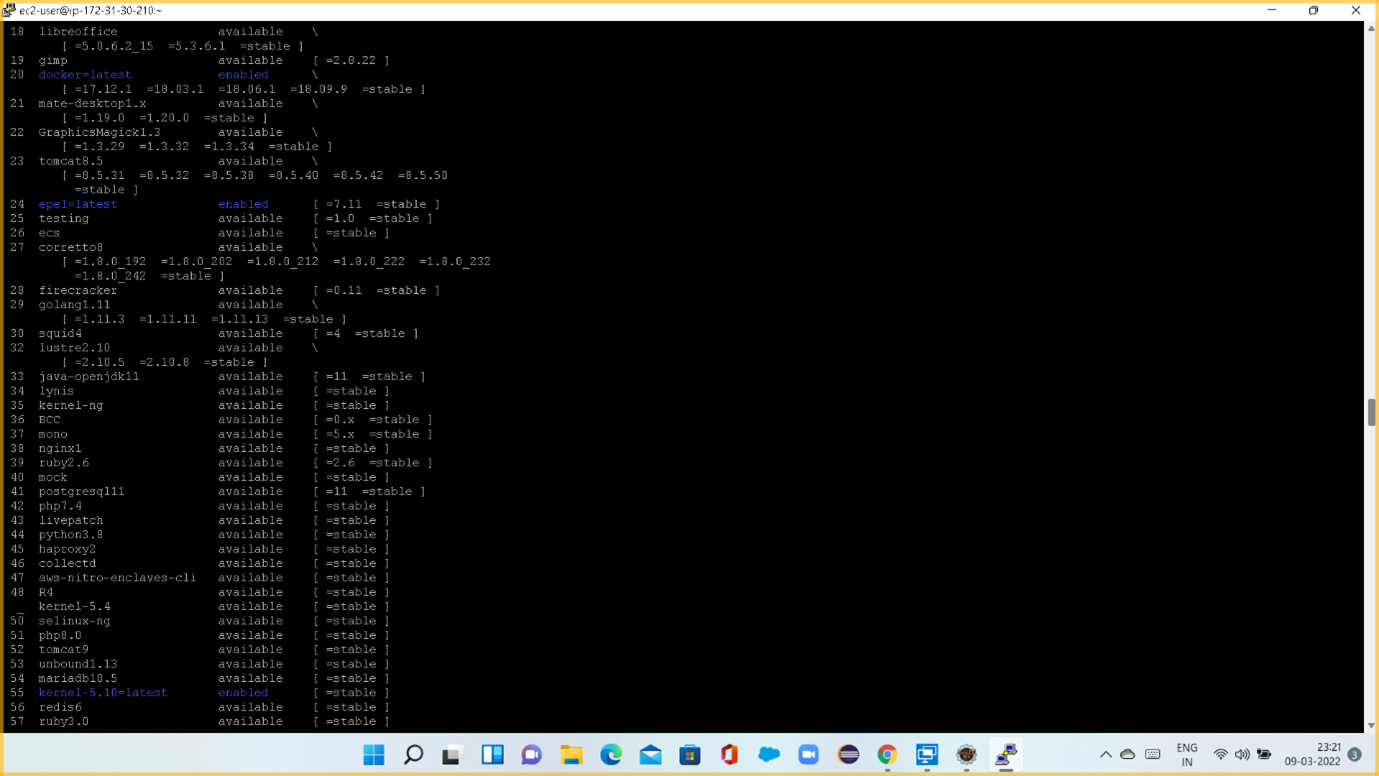 ec2-user@ip-172-31-30-210:~
18 libreoffice available \
[ =5.0.6.2_15 =5.3.6.1 =stable ]
19 gimp available [ =2.8.22 ]
20 docker=latest enabled \
[ =17.12.1 =18.03.1 =18.06.1 =18.09.9 =stable ]
21 mate-desktop1.x available \
[ =1.19.0 =1.20.0 =stable ]
22 GraphicsMagick1.3 available \
[ =1.3.29 =1.3.32 =1.3.34 =stable ]
23 tomcat8.5 available \
[ =8.5.31 =8.5.32 =8.5.38 =8.5.40 =8.5.42 =8.5.50
=stable ]
24 epel=latest enabled [ =7.11 =stable ]
25 testing available [ =1.0 =stable ]
26 ecs available [ =stable ]
27 corretto8 available \
[ =1.8.0_192 =1.8.0_202 =1.8.0_212 =1.8.0_222 =1.8.0_232
=1.8.0_242 =stable ]
28 firecracker available [ =0.11 =stable ]
29 golang1.11 available \
[ =1.11.3 =1.11.11 =1.11.13 =stable ]
30 squid4 available [ =4 =stable ]
32 lustre2.10 available \
[ =2.10.5 =2.10.8 =stable ]
33 java-openjdk11 available [ =11 =stable ]
34 lynis available [ =stable ]
35 kernel-ng available [ =stable ]
36 BCC available [ =0.x =stable ]
37 mono available [ =5.x =stable ]
38 nginx1 available [ =stable ]
39 ruby2.6 available [ =2.6 =stable ]
40 mock available [ =stable ]
41 postgresql11 available [ =11 =stable ]
42 php7.4 available [ =stable ]
43 livepatch available [ =stable ]
44 python3.8 available [ =stable ]
45 haproxy2 available [ =stable ]
46 collectd available [ =stable ]
47 aws-nitro-enclaves-cli available [ =stable ]
48 R4 available [ =stable ]
_ kernel-5.4 available [ =stable ]
50 selinux-ng available [ =stable ]
51 php8.0 available [ =stable ]
52 tomcat9 available [ =stable ]
53 unbound1.13 available [ =stable ]
54 mariadb10.5 available [ =stable ]
55 kernel-5.10=latest enabled [ =stable ]
56 redis6 available [ =stable ]
57 ruby3.0 available [ =stable ]
ENG
IN
23:21
09-03-2022
3